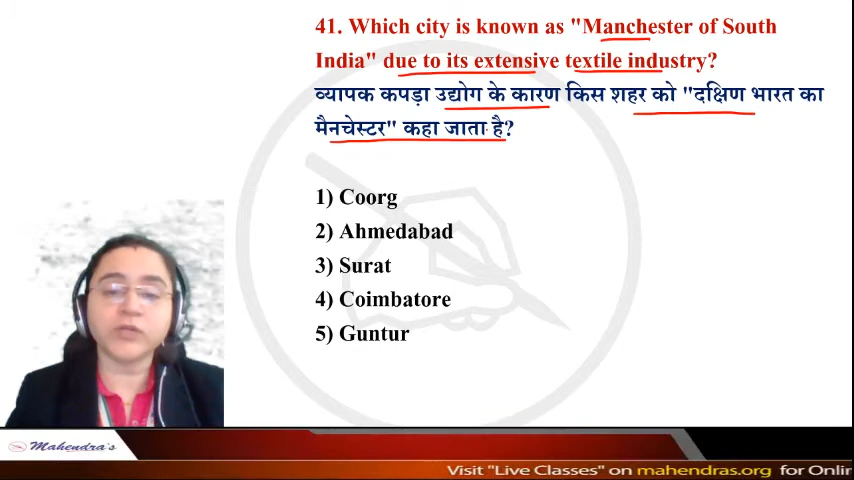 41. Which city is known as "Manchester of South
India" due to its extensive textile industry?
व्यापक कपड़ा उद्योग के कारण किस शहर को "दक्षिण भारत का
मैनचेस्टर" कहा जाता है?
1) Coorg
2) Ahmedabad
3) Surat
4) Coimbatore
5) Guntur
Mahendra's
Visit "Live Classes" on mahendras.org for Onlin